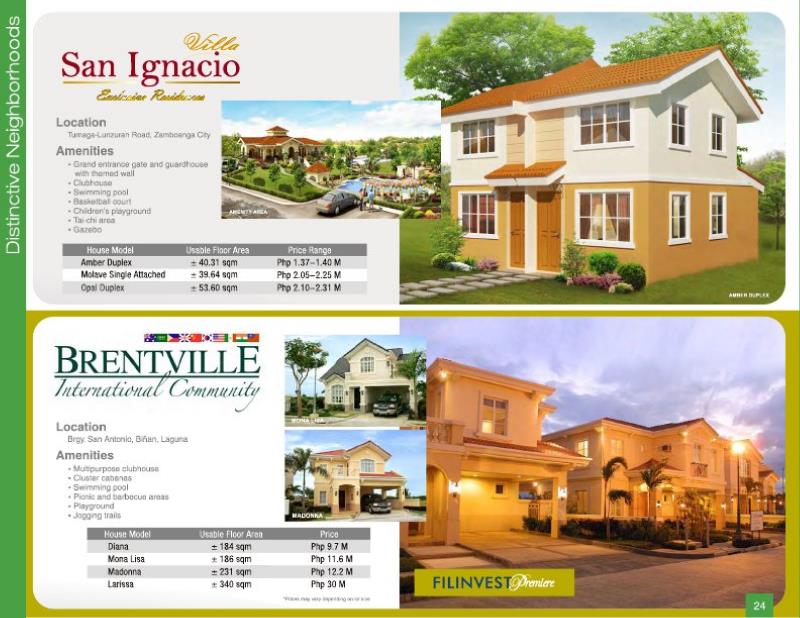 Distinctive Neighborhoods
Villa
San Ignacio
Exclusive Residences
Location
Tumaga-Lunzuran Road, Zamboanga City
Amenities
• Grand entrance gate and guardhouse
with themed wall
• Clubhouse
• Swimming pool
• Basketball court
• Children's playground
• Tai-chi area
• Gazebo
AMENITY AREA
House Model Usable Floor Area Price Range
Amber Duplex ± 40.31 sqm Php 1.37–1.40 M
Molave Single Attached ± 39.64 sqm Php 2.05–2.25 M
Opal Duplex ± 53.60 sqm Php 2.10–2.31 M
AMBER DUPLEX
BRENTVILLE
International Community
Location
Brgy. San Antonio, Biñan, Laguna
Amenities
• Multipurpose clubhouse
• Cluster cabanas
• Swimming pool
• Picnic and barbecue areas
• Playground
• Jogging trails
MONA LISA
MADONNA
House Model Usable Floor Area Price
Diana ± 184 sqm Php 9.7 M
Mona Lisa ± 186 sqm Php 11.6 M
Madonna ± 231 sqm Php 12.2 M
Larissa ± 340 sqm Php 30 M
*Prices may vary depending on lot size
FILINVEST Premiere
24